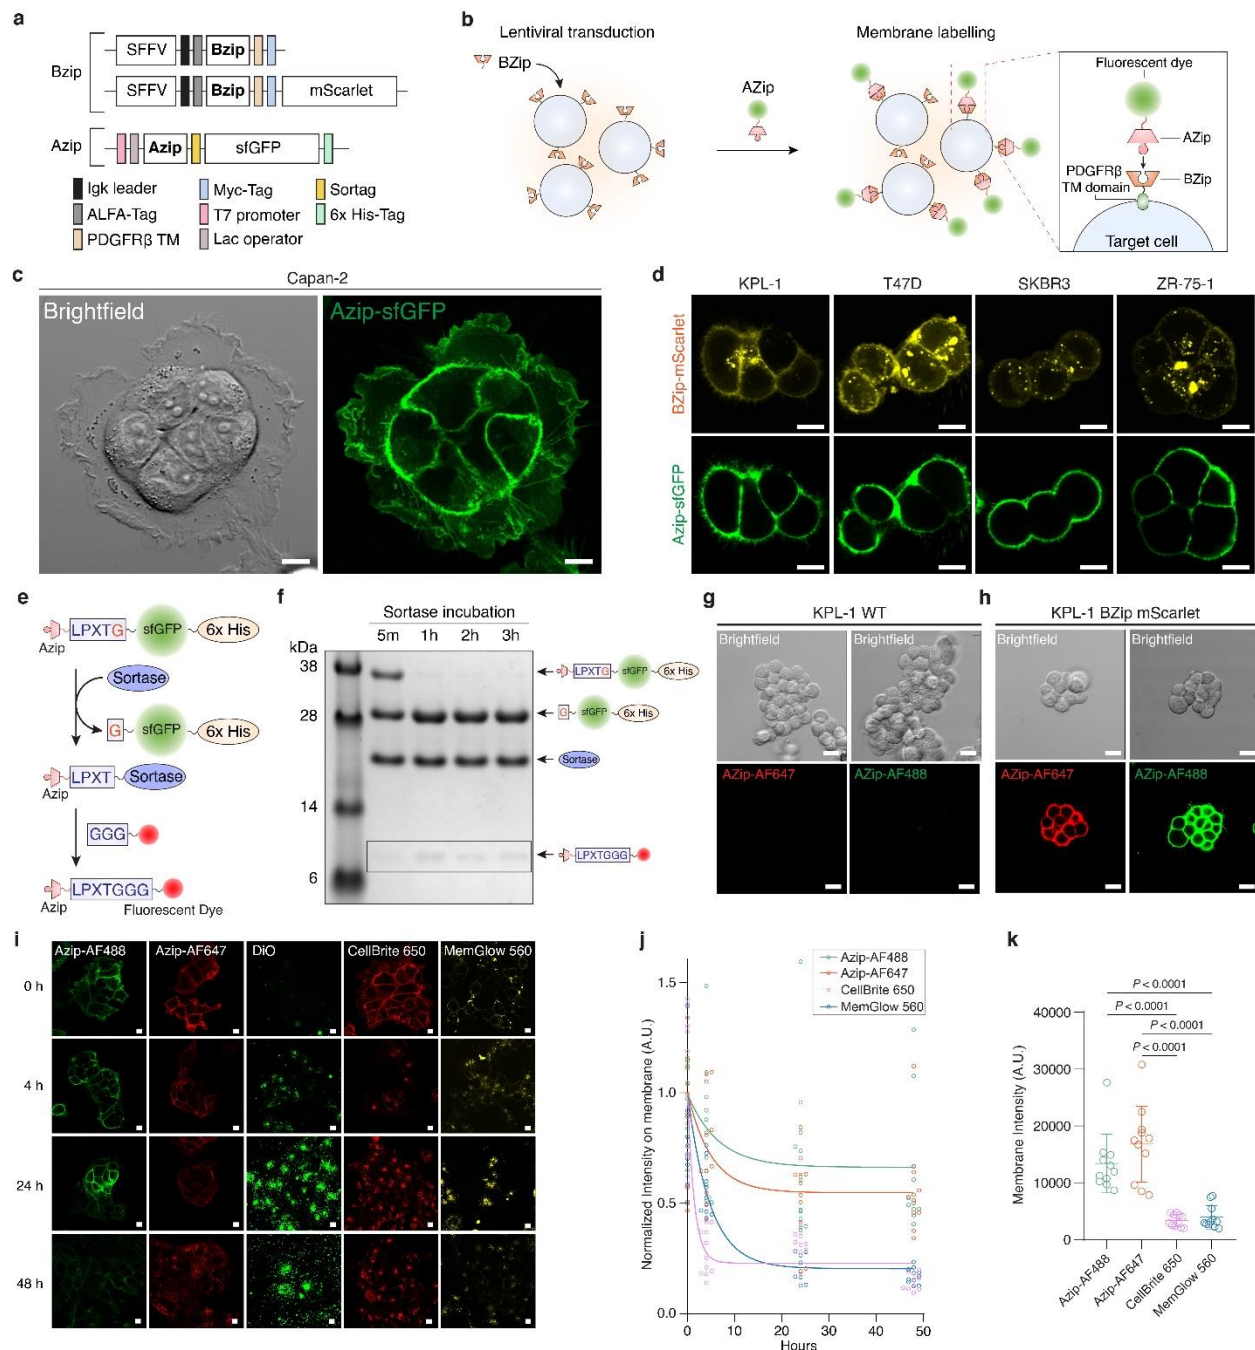 a
Bzip
SFFV
Bzip
SFFV
Bzip
mScarlet
Azip
Azip
sfGFP
Igk leader
Myc-Tag
Sortag
ALFA-Tag
T7 promoter
6x His-Tag
PDGFRβ TM
Lac operator
b
Lentiviral transduction
Membrane labelling
BZip
AZip
Fluorescent dye
AZip
PDGFRβ
TM domain
BZip
Target cell
c
Capan-2
Brightfield
Azip-sfGFP
d
KPL-1
T47D
SKBR3
ZR-75-1
BZip-mScarlet
Azip-sfGFP
e
LPXTG
sfGFP
6x His
Azip
Sortase
G
sfGFP
6x His
LPXT
Sortase
Azip
GGG
LPXTGGG
Azip
Fluorescent Dye
f
Sortase incubation
5m 1h 2h 3h
kDa
38
28
14
6
LPXTG
sfGFP
6x His
G
sfGFP
6x His
Sortase
LPXTGGG
g
KPL-1 WT
Brightfield
Brightfield
AZip-AF647
AZip-AF488
h
KPL-1 BZip mScarlet
Brightfield
Brightfield
AZip-AF647
AZip-AF488
i
Azip-AF488
Azip-AF647
DiO
CellBrite 650
MemGlow 560
0 h
4 h
24 h
48 h
j
Normalized Intensity on membrane (A.U.)
1.5
1.0
0.5
0.0
0 10 20 30 40 50
Hours
Azip-AF488
Azip-AF647
CellBrite 650
MemGlow 560
k
P < 0.0001
P < 0.0001
P < 0.0001
P < 0.0001
Membrane Intensity (A.U.)
40000
30000
20000
10000
0
Azip-AF488
Azip-AF647
CellBrite 650
MemGlow 560